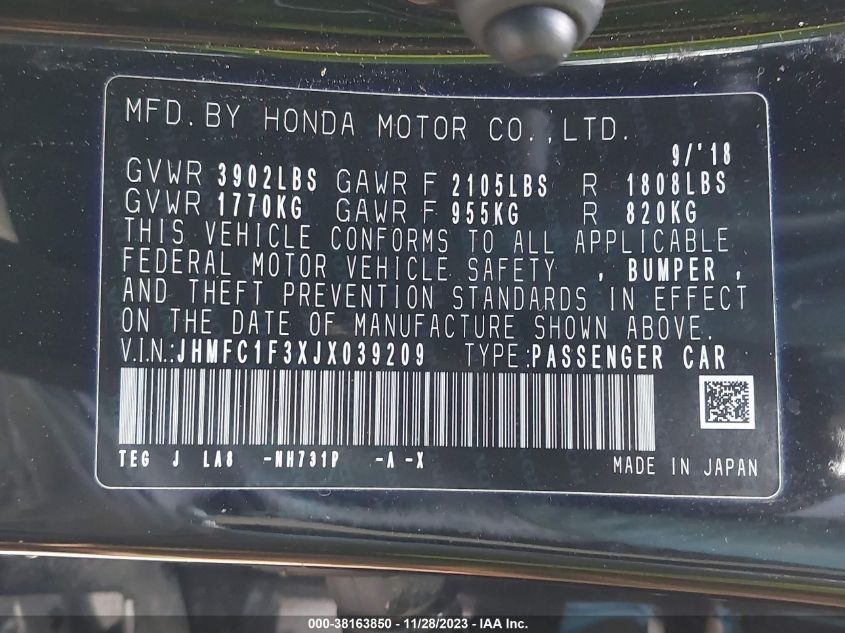 MFD. BY HONDA MOTOR CO., LTD.
9/'18
GVWR 3902LBS GAWR F 2105LBS R 1808LBS
GVWR 1770KG GAWR F 955KG R 820KG
THIS VEHICLE CONFORMS TO ALL APPLICABLE
FEDERAL MOTOR VEHICLE SAFETY , BUMPER ,
AND THEFT PREVENTION STANDARDS IN EFFECT
ON THE DATE OF MANUFACTURE SHOWN ABOVE.
V.I.N.:JHMFC1F3XJX039209 TYPE:PASSENGER CAR
TEG J LA8 -NH731P -A -X
MADE IN JAPAN
000-38163850 - 11/28/2023 - IAA Inc.